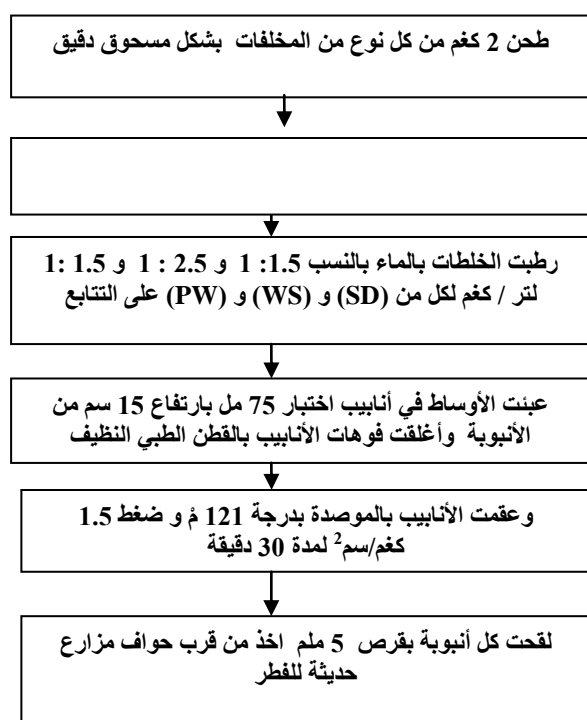 طحن 2 كغم من كل نوع من المخلفات بشكل مسحوق دقيق
رطبت الخلطات بالماء بالنسب 1.5: 1 و 2.5 : 1 و 1.5 :1
لتر / كغم لكل من (SD) و (WS) و (PW) على التتابع
عبئت الأوساط في أنابيب اختبار 75 مل بارتفاع 15 سم من
الأنبوبة وأغلقت فوهات الأنابيب بالقطن الطبي النظيف
وعقمت الأنابيب بالموصدة بدرجة 121 مْ و ضغط 1.5
كغم/سم2 لمدة 30 دقيقة
لقحت كل أنبوبة بقرص 5 ملم اخذ من قرب حواف مزارع
حديثة للفطر